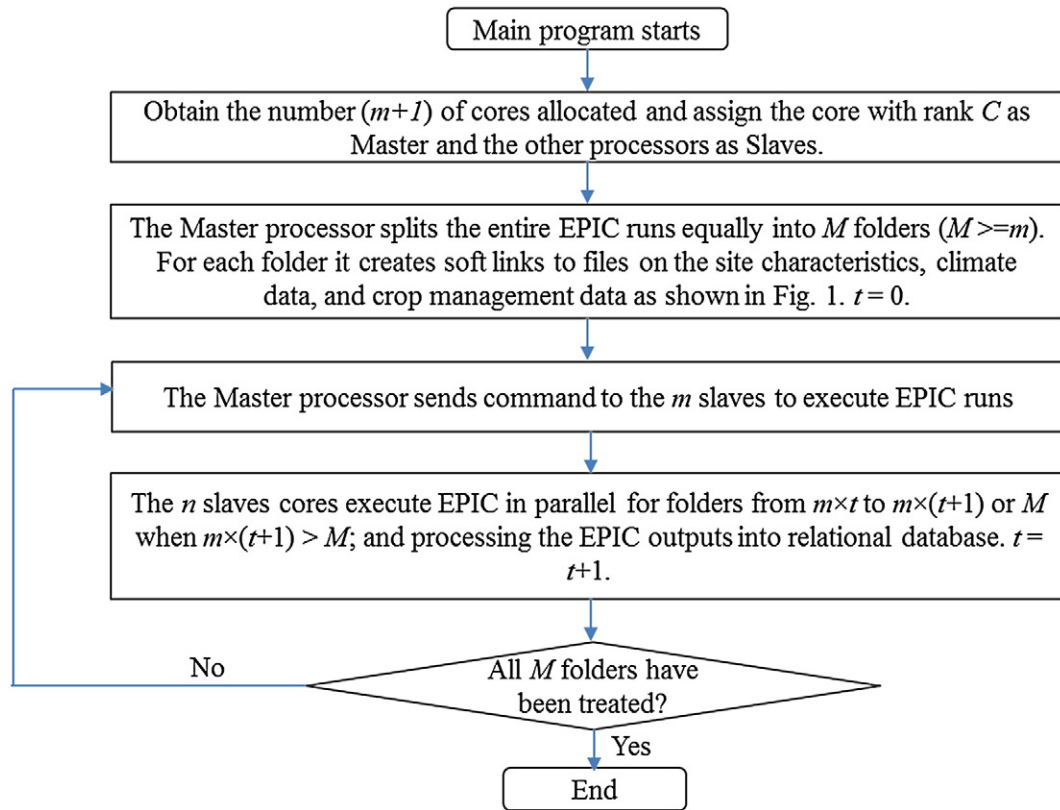 Main program starts
Obtain the number (m+1) of cores allocated and assign the core with rank C as
Master and the other processors as Slaves.
The Master processor splits the entire EPIC runs equally into M folders (M >=m).
For each folder it creates soft links to files on the site characteristics, climate
data, and crop management data as shown in Fig. 1. t = 0.
The Master processor sends command to the m slaves to execute EPIC runs
The n slaves cores execute EPIC in parallel for folders from m×t to m×(t+1) or M
when m×(t+1) > M; and processing the EPIC outputs into relational database. t =
t+1.
No
All M folders have
been treated?
Yes
End